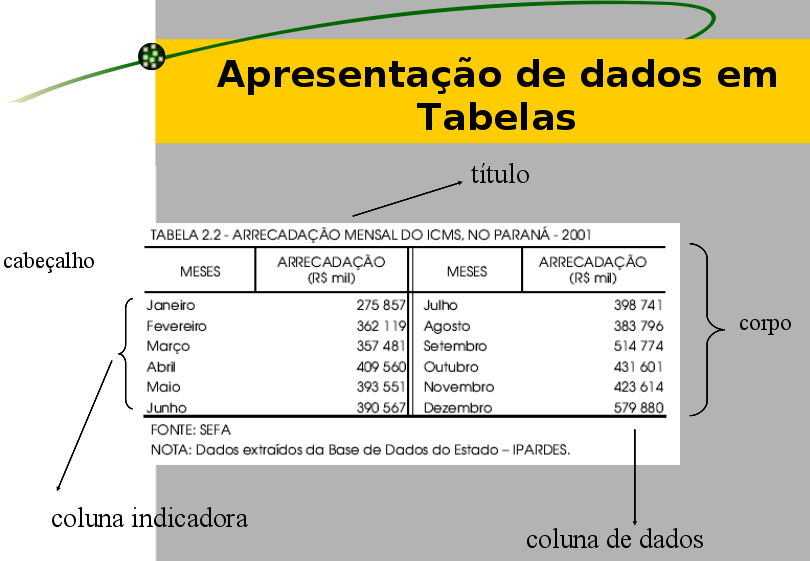 Apresentação de dados em
Tabelas
título
TABELA 2.2 - ARRECADAÇÃO MENSAL DO ICMS, NO PARANÁ - 2001
cabeçalho
MESES ARRECADAÇÃO (R$ mil) MESES ARRECADAÇÃO (R$ mil)
Janeiro 275 857 Julho 398 741
Fevereiro 362 119 Agosto 383 796
corpo
Março 357 481 Setembro 514 774
Abril 409 560 Outubro 431 601
Maio 393 551 Novembro 423 614
Junho 390 567 Dezembro 579 880
FONTE: SEFA
NOTA: Dados extraídos da Base de Dados do Estado – IPARDES.
coluna indicadora
coluna de dados